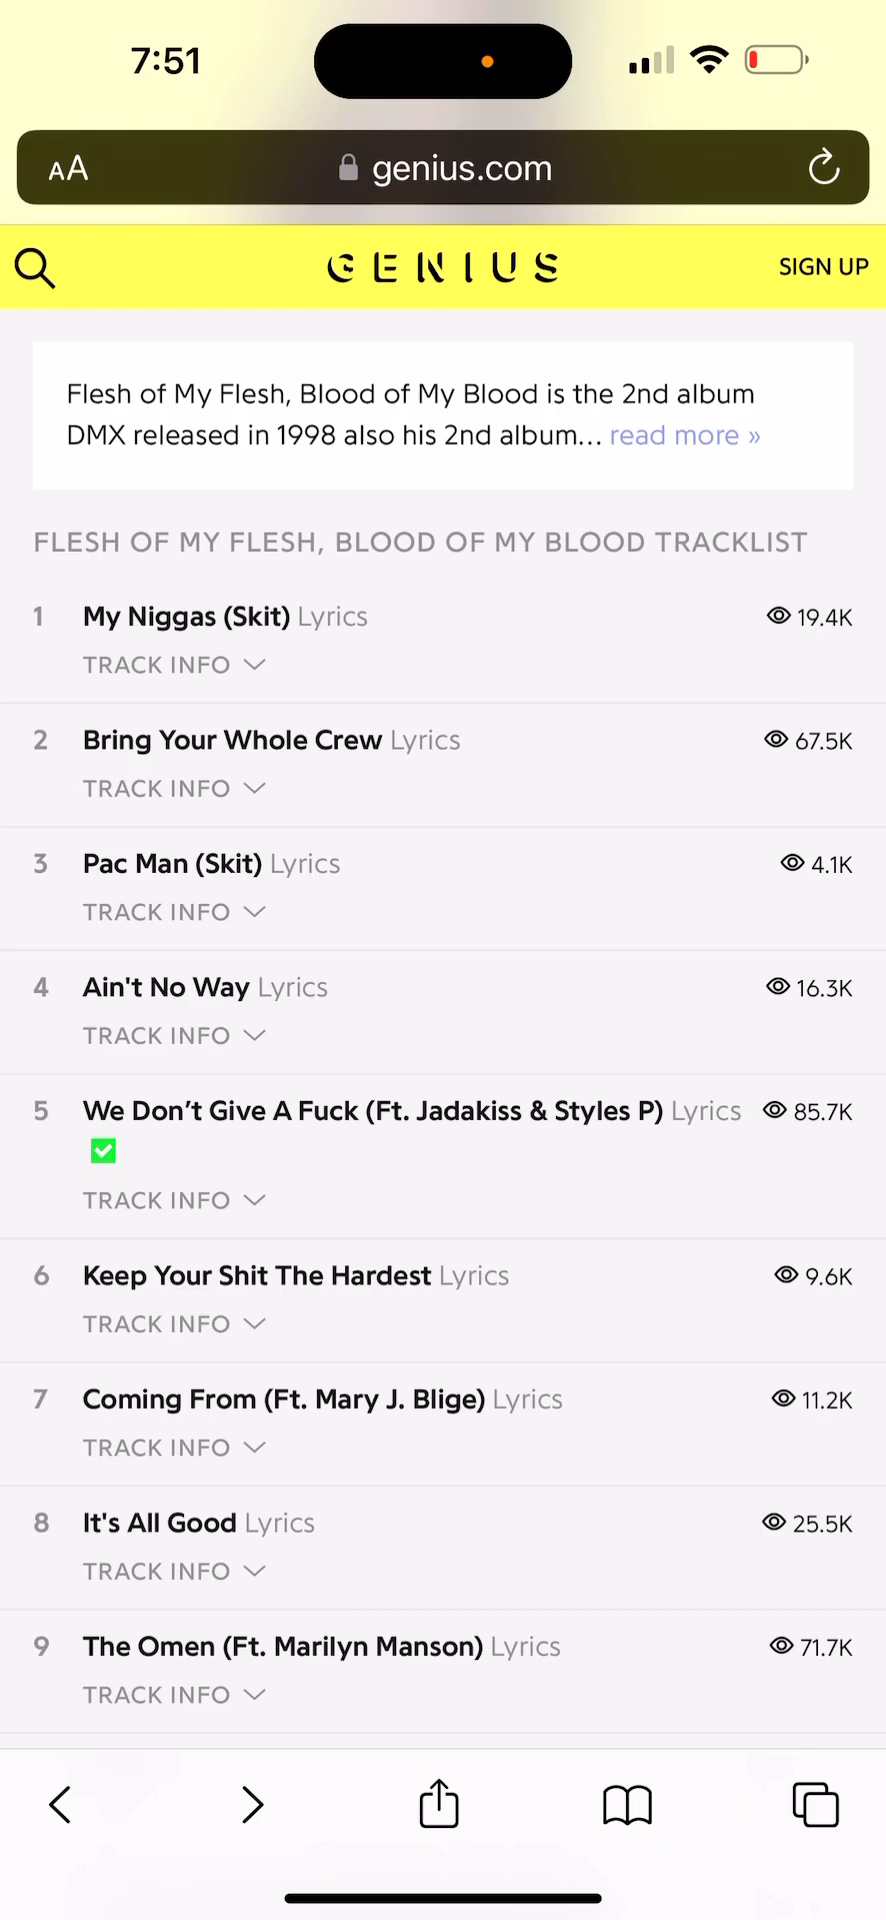 7:51
AA genius.com
GENIUS SIGN UP
Flesh of My Flesh, Blood of My Blood is the 2nd album
DMX released in 1998 also his 2nd album... read more »
FLESH OF MY FLESH, BLOOD OF MY BLOOD TRACKLIST
1 My Niggas (Skit) Lyrics 19.4K
TRACK INFO
2 Bring Your Whole Crew Lyrics 67.5K
TRACK INFO
3 Pac Man (Skit) Lyrics 4.1K
TRACK INFO
4 Ain't No Way Lyrics 16.3K
TRACK INFO
5 We Don’t Give A Fuck (Ft. Jadakiss & Styles P) Lyrics 85.7K
TRACK INFO
6 Keep Your Shit The Hardest Lyrics 9.6K
TRACK INFO
7 Coming From (Ft. Mary J. Blige) Lyrics 11.2K
TRACK INFO
8 It's All Good Lyrics 25.5K
TRACK INFO
9 The Omen (Ft. Marilyn Manson) Lyrics 71.7K
TRACK INFO